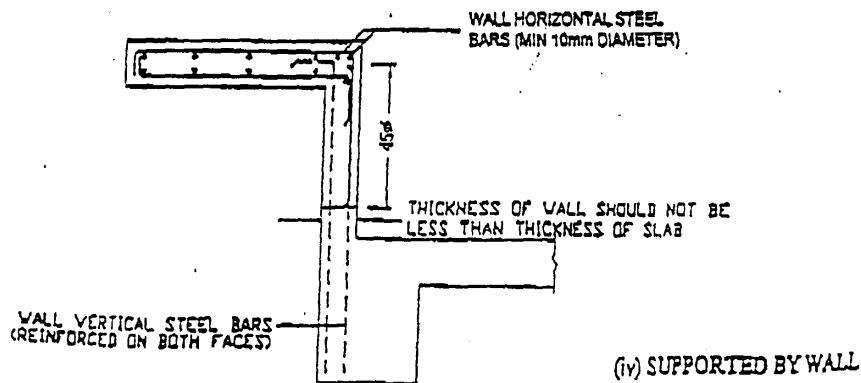 WALL HORIZONTAL STEEL
BARS (MIN 10mm DIAMETER)
45ø
THICKNESS OF WALL SHOULD NOT BE
LESS THAN THICKNESS OF SLAB
WALL VERTICAL STEEL BARS
(REINFORCED ON BOTH FACES)
(iv) SUPPORTED BY WALL